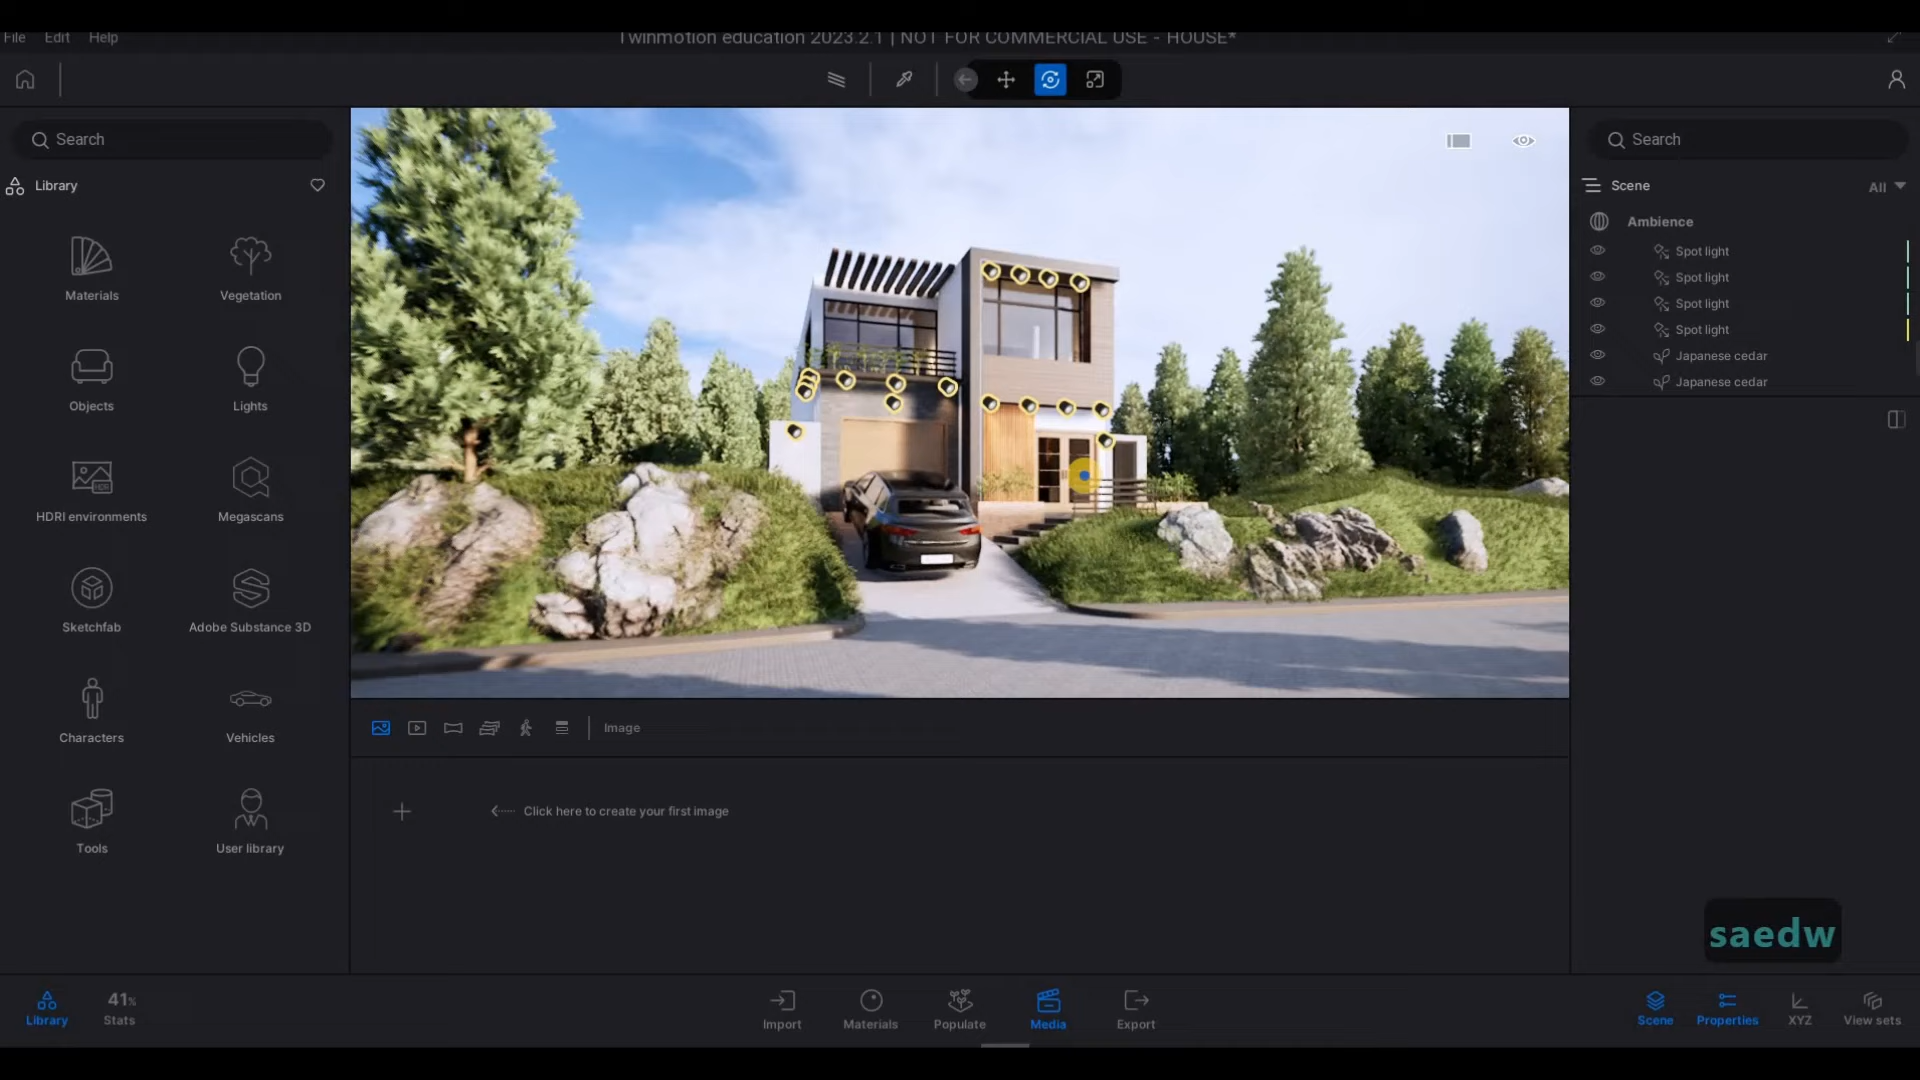 File Edit Help
Twinmotion education 2023.2.1 | NOT FOR COMMERCIAL USE - HOUSE*
Search
Library
Materials
Vegetation
Objects
Lights
HDRI environments
Megascans
Sketchfab
Adobe Substance 3D
Characters
Vehicles
Tools
User library
Image
Click here to create your first image
Search
Scene
All
Ambience
Spot light
Spot light
Spot light
Spot light
Japanese cedar
Japanese cedar
saedw
Library
41%
Stats
Import
Materials
Populate
Media
Export
Scene
Properties
XYZ
View sets